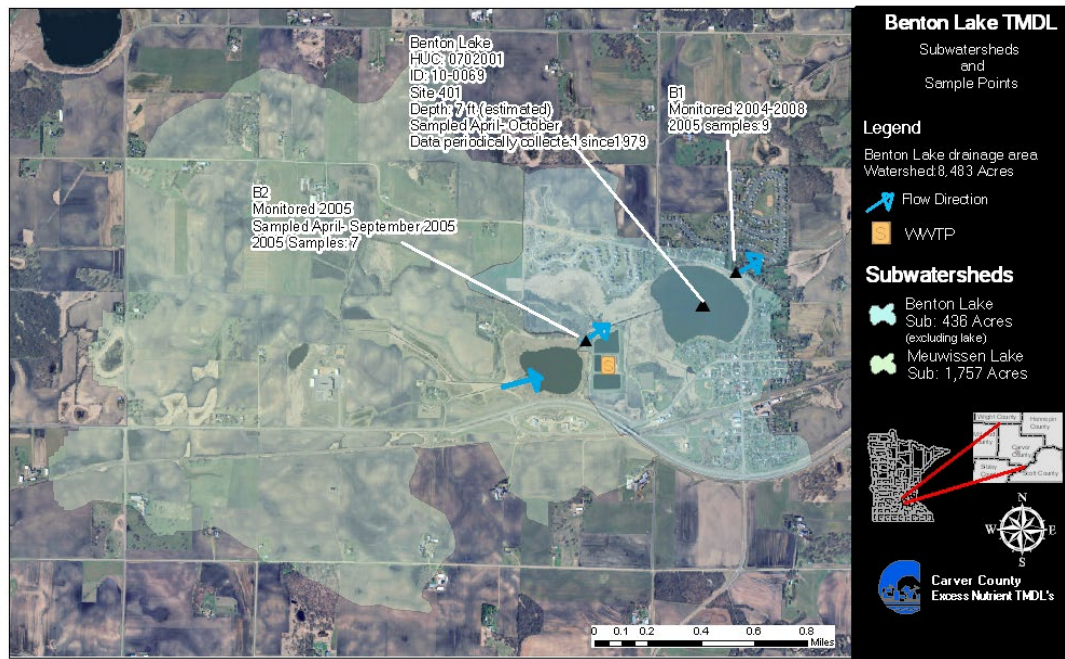 Benton Lake
HUC: 0702001
ID: 10-0069
Site 401
Depth: 7 ft (estimated)
Sampled April- October
Data periodically collected since1979
B1
Monitored 2004-2008
2005 samples:9
B2
Monitored 2005
Sampled April- September 2005
2005 Samples: 7
S
0 0.1 0.2 0.4 0.6 0.8
Miles
Benton Lake TMDL
Subwatersheds
and
Sample Points
Legend
Benton Lake drainage area
Watershed:8,483 Acres
Flow Direction
S WWTP
Subwatersheds
Benton Lake
Sub: 436 Acres
(excluding lake)
Meuwissen Lake
Sub: 1,757 Acres
Wright County
Hennepin
County
County
Carver
County
Sibley
Scott County
N
W E
S
Carver County
Excess Nutrient TMDL's